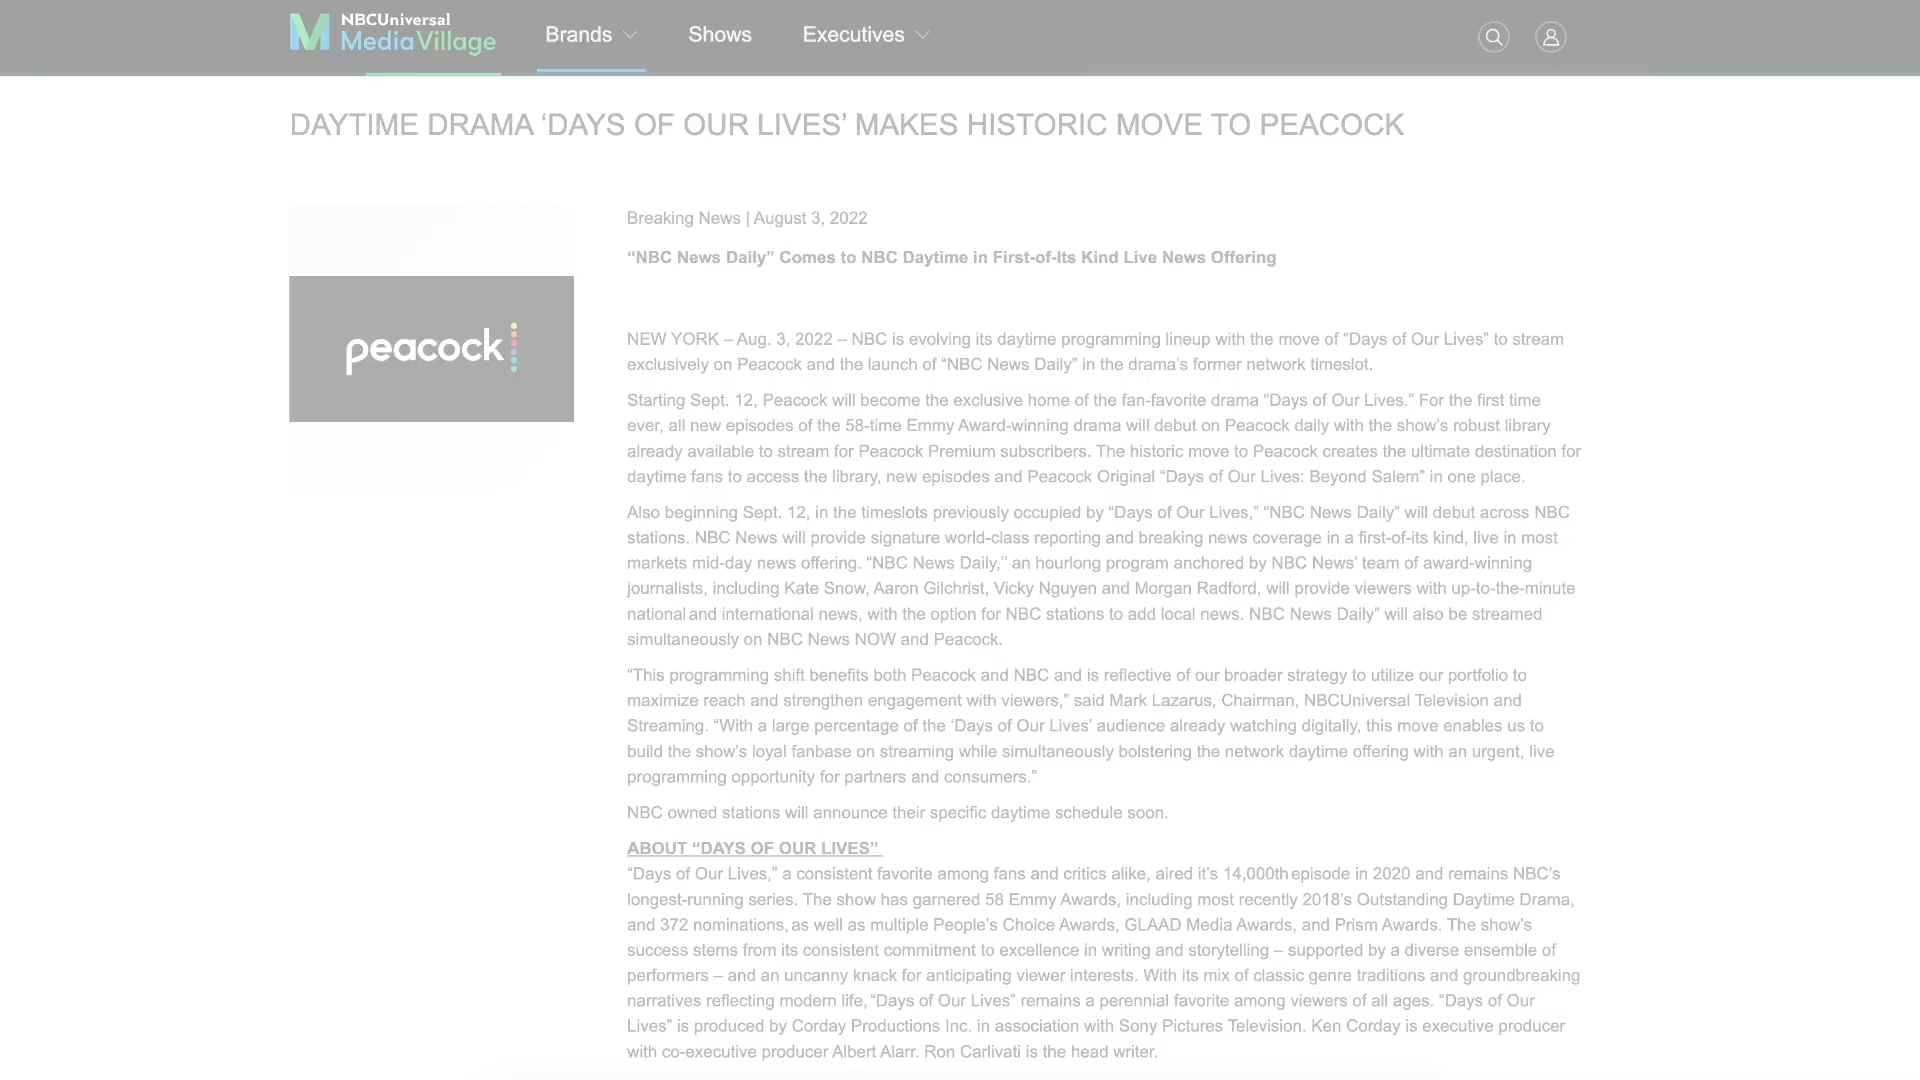 NBCUniversal
MediaVillage
Brands
Shows
Executives
DAYTIME DRAMA ‘DAYS OF OUR LIVES’ MAKES HISTORIC MOVE TO PEACOCK
peacock
Breaking News | August 3, 2022
“NBC News Daily” Comes to NBC Daytime in First-of-Its Kind Live News Offering
NEW YORK – Aug. 3, 2022 – NBC is evolving its daytime programming lineup with the move of “Days of Our Lives” to stream
exclusively on Peacock and the launch of “NBC News Daily” in the drama’s former network timeslot.
Starting Sept. 12, Peacock will become the exclusive home of the fan-favorite drama “Days of Our Lives.” For the first time
ever, all new episodes of the 58-time Emmy Award-winning drama will debut on Peacock daily with the show’s robust library
already available to stream for Peacock Premium subscribers. The historic move to Peacock creates the ultimate destination for
daytime fans to access the library, new episodes and Peacock Original “Days of Our Lives: Beyond Salem” in one place.
Also beginning Sept. 12, in the timeslots previously occupied by “Days of Our Lives,” “NBC News Daily” will debut across NBC
stations. NBC News will provide signature world-class reporting and breaking news coverage in a first-of-its kind, live in most
markets mid-day news offering. “NBC News Daily,” an hourlong program anchored by NBC News’ team of award-winning
journalists, including Kate Snow, Aaron Gilchrist, Vicky Nguyen and Morgan Radford, will provide viewers with up-to-the-minute
national and international news, with the option for NBC stations to add local news. NBC News Daily” will also be streamed
simultaneously on NBC News NOW and Peacock.
“This programming shift benefits both Peacock and NBC and is reflective of our broader strategy to utilize our portfolio to
maximize reach and strengthen engagement with viewers,” said Mark Lazarus, Chairman, NBCUniversal Television and
Streaming. “With a large percentage of the ‘Days of Our Lives’ audience already watching digitally, this move enables us to
build the show’s loyal fanbase on streaming while simultaneously bolstering the network daytime offering with an urgent, live
programming opportunity for partners and consumers.”
NBC owned stations will announce their specific daytime schedule soon.
ABOUT “DAYS OF OUR LIVES”
“Days of Our Lives,” a consistent favorite among fans and critics alike, aired it’s 14,000th episode in 2020 and remains NBC’s
longest-running series. The show has garnered 58 Emmy Awards, including most recently 2018’s Outstanding Daytime Drama,
and 372 nominations, as well as multiple People’s Choice Awards, GLAAD Media Awards, and Prism Awards. The show’s
success stems from its consistent commitment to excellence in writing and storytelling – supported by a diverse ensemble of
performers – and an uncanny knack for anticipating viewer interests. With its mix of classic genre traditions and groundbreaking
narratives reflecting modern life, “Days of Our Lives” remains a perennial favorite among viewers of all ages. “Days of Our
Lives” is produced by Corday Productions Inc. in association with Sony Pictures Television. Ken Corday is executive producer
with co-executive producer Albert Alarr. Ron Carlivati is the head writer.